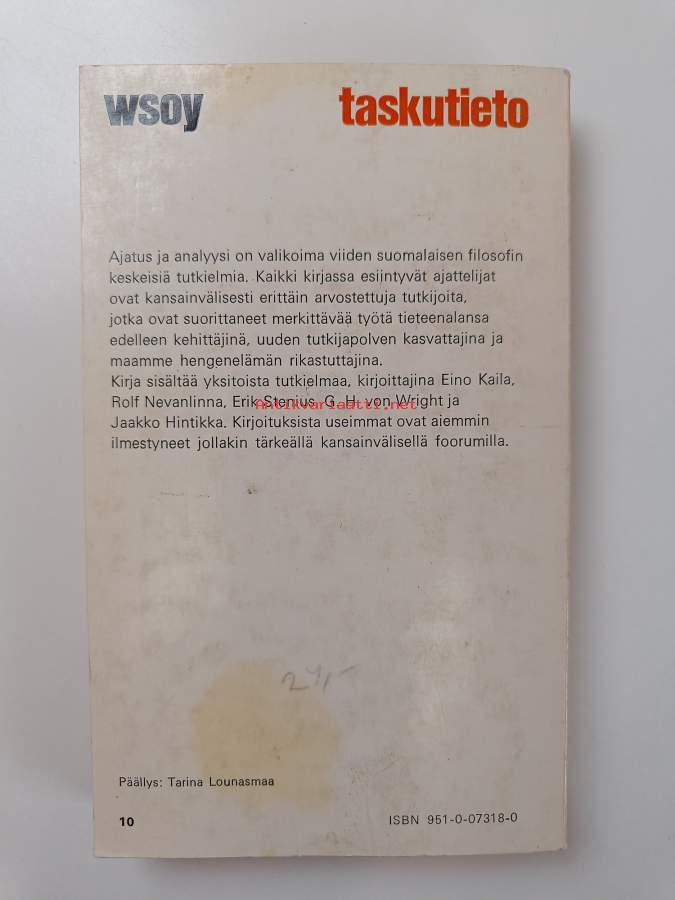 wsoy taskutieto
Ajatus ja analyysi on valikoima viiden suomalaisen filosofin
keskeisiä tutkielmia. Kaikki kirjassa esiintyvät ajattelijat
ovat kansainvälisesti erittäin arvostettuja tutkijoita,
jotka ovat suorittaneet merkittävää työtä tieteenalansa
edelleen kehittäjinä, uuden tutkijapolven kasvattajina ja
maamme hengenelämän rikastuttajina.
Kirja sisältää yksitoista tutkielmaa, kirjoittajina Eino Kaila,
Rolf Nevanlinna, Erik Stenius, G. H. von Wright ja
Antikvariaatti.net
Jaakko Hintikka. Kirjoituksista useimmat ovat aiemmin
ilmestyneet jollakin tärkeällä kansainvälisellä foorumilla.
24,-
Päällys: Tarina Lounasmaa
10 ISBN 951-0-07318-0